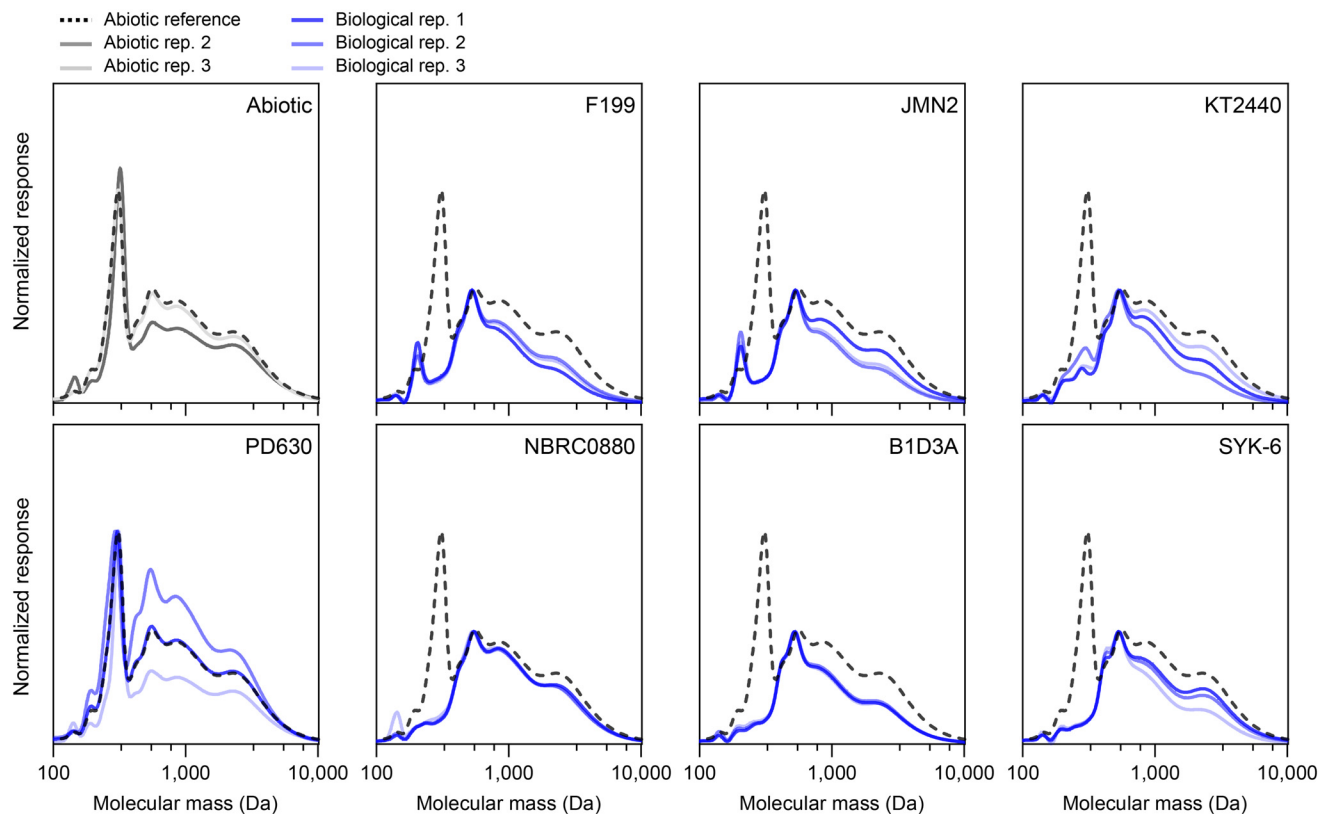 Abiotic reference
Biological rep. 1
Abiotic rep. 2
Biological rep. 2
Abiotic rep. 3
Biological rep. 3
Abiotic
F199
JMN2
KT2440
Normalized response
PD630
NBRC0880
B1D3A
SYK-6
Normalized response
100 1,000 10,000
100 1,000 10,000
100 1,000 10,000
100 1,000 10,000
Molecular mass (Da)
Molecular mass (Da)
Molecular mass (Da)
Molecular mass (Da)